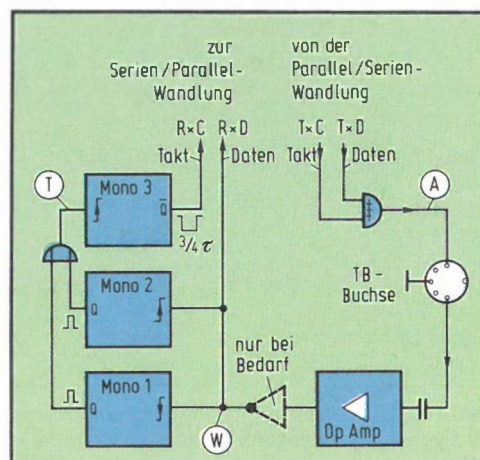 zur
Serien/Parallel-
Wandlung
von der
Parallel/Serien-
Wandlung
R×C R×D
T×C T×D
Takt
Daten
Takt
Daten
T
Mono 3
Q̅
3/4 τ
A
TB-
Buchse
Mono 2
Q
nur bei
Bedarf
Mono 1
Q
W
Op Amp